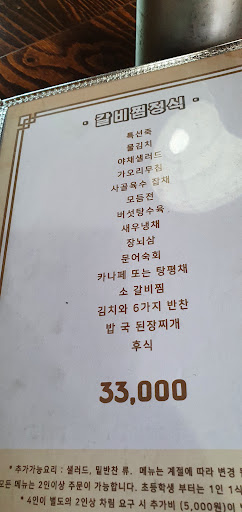 갈비찜정식
특선죽
물김치
야채샐러드
가오리무침
사골육수 잡채
모듬전
버섯탕수육
새우냉채
장뇌삼
문어숙회
카나페 또는 탕평채
소 갈비찜
김치와 6가지 반찬
밥 국 된장찌개
후식
33,000
* 추가가능요리 : 샐러드, 밑반찬 류. 메뉴는 계절에 따라 변경 됩
모든 메뉴는 2인이상 주문이 가능합니다. 초등학생 부터는 1인 1식
* 4인이 별도의 2인상 차림 요구 시 추가비 (5,000원)이